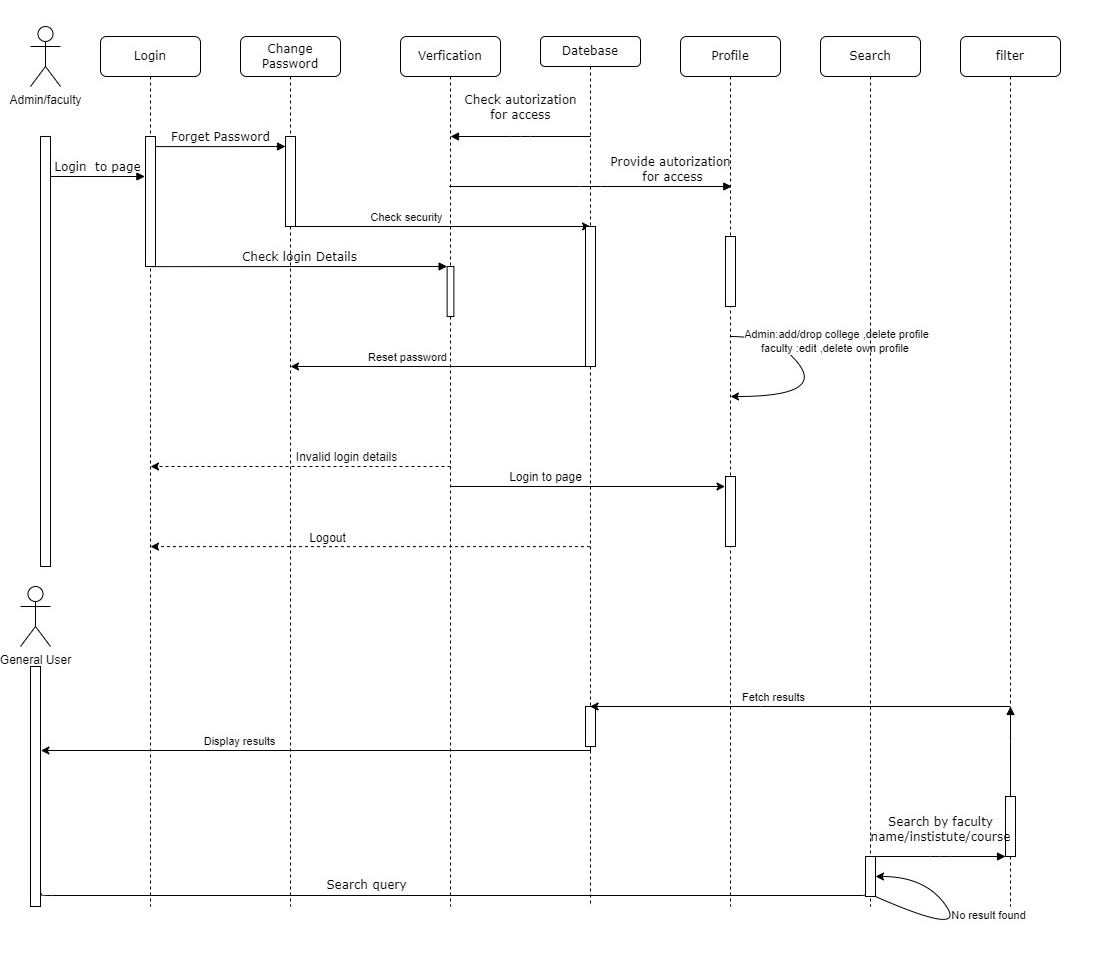 Login
Change
Password
Verfication
Datebase
Profile
Search
filter
Admin/faculty
Check autorization
for access
Forget Password
Login to page
Provide autorization
for access
Check security
Check login Details
Admin:add/drop college ,delete profile
faculty :edit ,delete own profile
Reset password
Invalid login details
Login to page
Logout
General User
Fetch results
Display results
Search by faculty
name/instistute/course
Search query
No result found